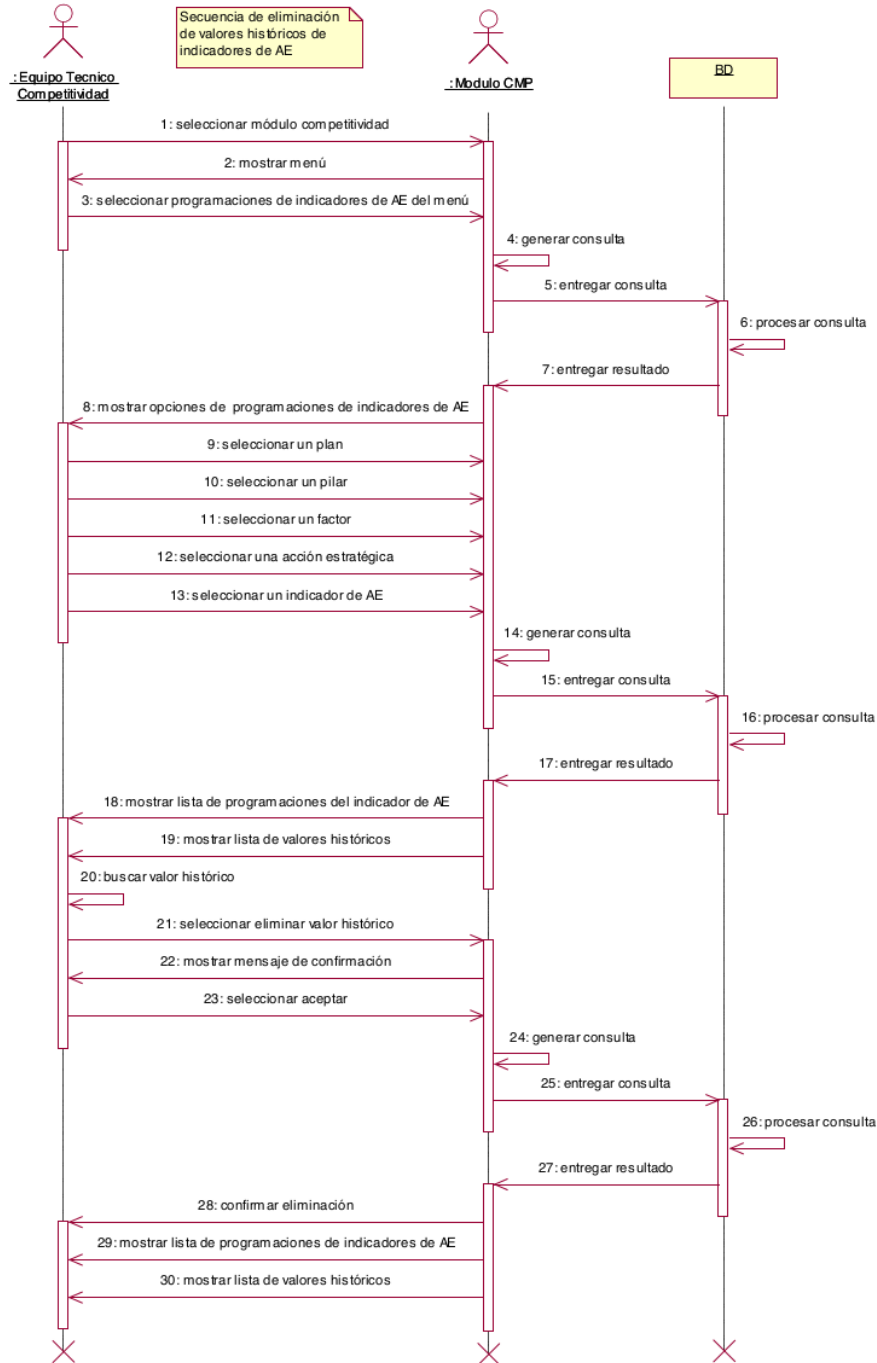 Secuencia de eliminación
de valores históricos de
indicadores de AE
: Equipo Tecnico
Competitividad
: Modulo CMP
BD
1: seleccionar módulo competitividad
2: mostrar menú
3: seleccionar programaciones de indicadores de AE del menú
4: generar consulta
5: entregar consulta
6: procesar consulta
7: entregar resultado
8: mostrar opciones de programaciones de indicadores de AE
9: seleccionar un plan
10: seleccionar un pilar
11: seleccionar un factor
12: seleccionar una acción estratégica
13: seleccionar un indicador de AE
14: generar consulta
15: entregar consulta
16: procesar consulta
17: entregar resultado
18: mostrar lista de programaciones del indicador de AE
19: mostrar lista de valores históricos
20: buscar valor histórico
21: seleccionar eliminar valor histórico
22: mostrar mensaje de confirmación
23: seleccionar aceptar
24: generar consulta
25: entregar consulta
26: procesar consulta
27: entregar resultado
28: confirmar eliminación
29: mostrar lista de programaciones de indicadores de AE
30: mostrar lista de valores históricos